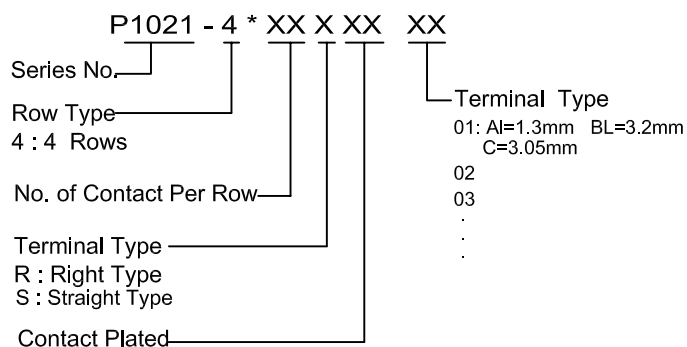 P1021 - 4 * XX X XX XX
Series No.
Row Type
4 : 4 Rows
No. of Contact Per Row
Terminal Type
R : Right Type
S : Straight Type
Contact Plated
Terminal Type
01: Al=1.3mm BL=3.2mm
C=3.05mm
02
03
.
.
.